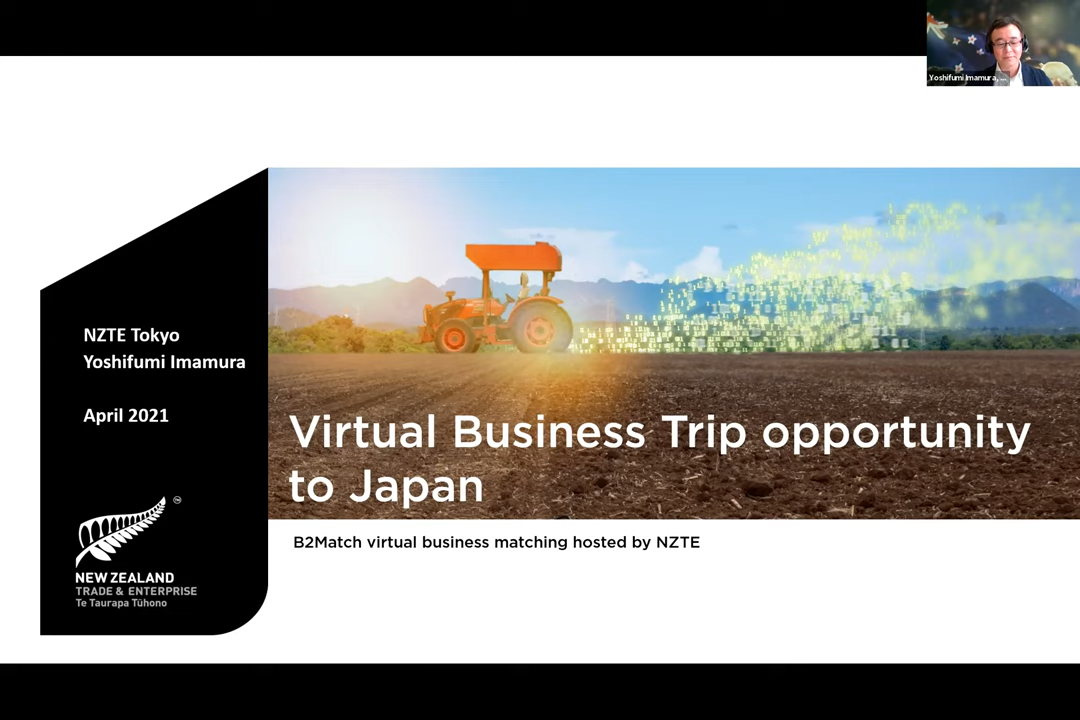 Yoshifumi Imamura, ...
NZTE Tokyo
Yoshifumi Imamura
April 2021
Virtual Business Trip opportunity
to Japan
B2Match virtual business matching hosted by NZTE
TM
NEW ZEALAND
TRADE & ENTERPRISE
Te Taurapa Tūhono